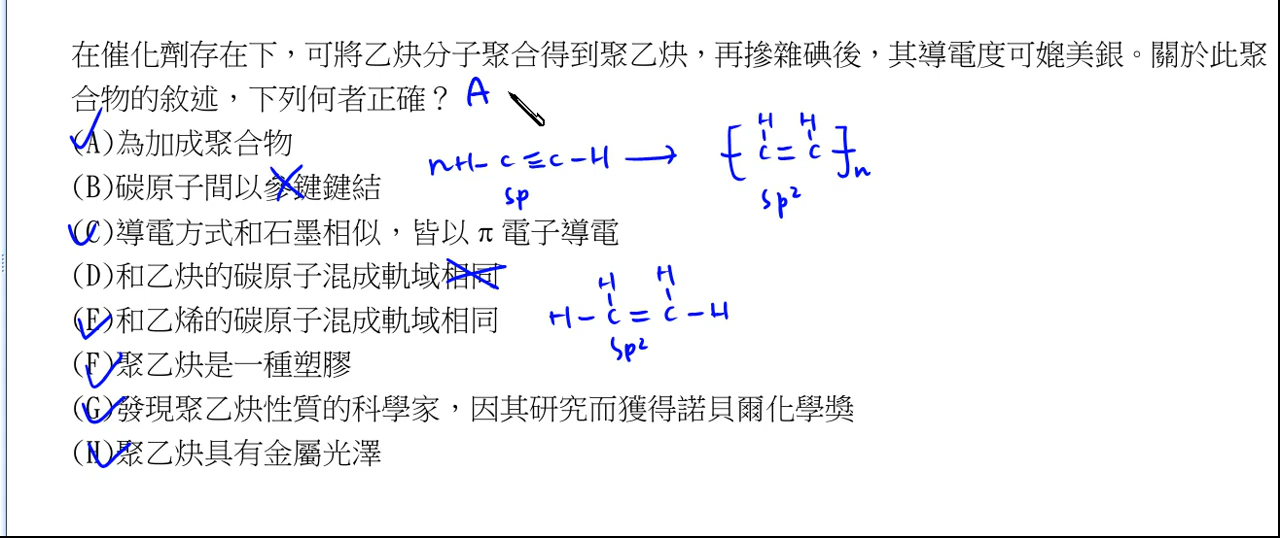 在催化劑存在下，可將乙炔分子聚合得到聚乙炔，再摻雜碘後，其導電度可媲美銀。關於此聚
合物的敘述，下列何者正確？ A
(A)為加成聚合物
nH-C≡C-H → [C=C]n
H H
sp sp²
(B)碳原子間以參鍵鍵結
(C)導電方式和石墨相似，皆以π電子導電
(D)和乙炔的碳原子混成軌域相同
(E)和乙烯的碳原子混成軌域相同
H H
H-C=C-H
sp²
(F)聚乙炔是一種塑膠
(G)發現聚乙炔性質的科學家，因其研究而獲得諾貝爾化學獎
(H)聚乙炔具有金屬光澤